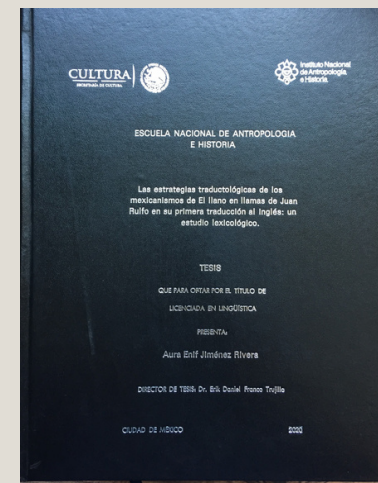 CULTURA
SECRETARÍA DE CULTURA
Instituto Nacional
de Antropología
e Historia
ESCUELA NACIONAL DE ANTROPOLOGIA
E HISTORIA
Las estrategias traductológicas de los
mexicanismos de El llano en llamas de Juan
Rulfo en su primera traducción al inglés: un
estudio lexicológico.
TESIS
QUE PARA OPTAR POR EL TÍTULO DE
LICENCIADA EN LINGÜÍSTICA
PRESENTA:
Aura Enif Jiménez Rivera
DIRECTOR DE TESIS: Dr. Erik Daniel Franco Trujillo
CIUDAD DE MÉXICO 2020